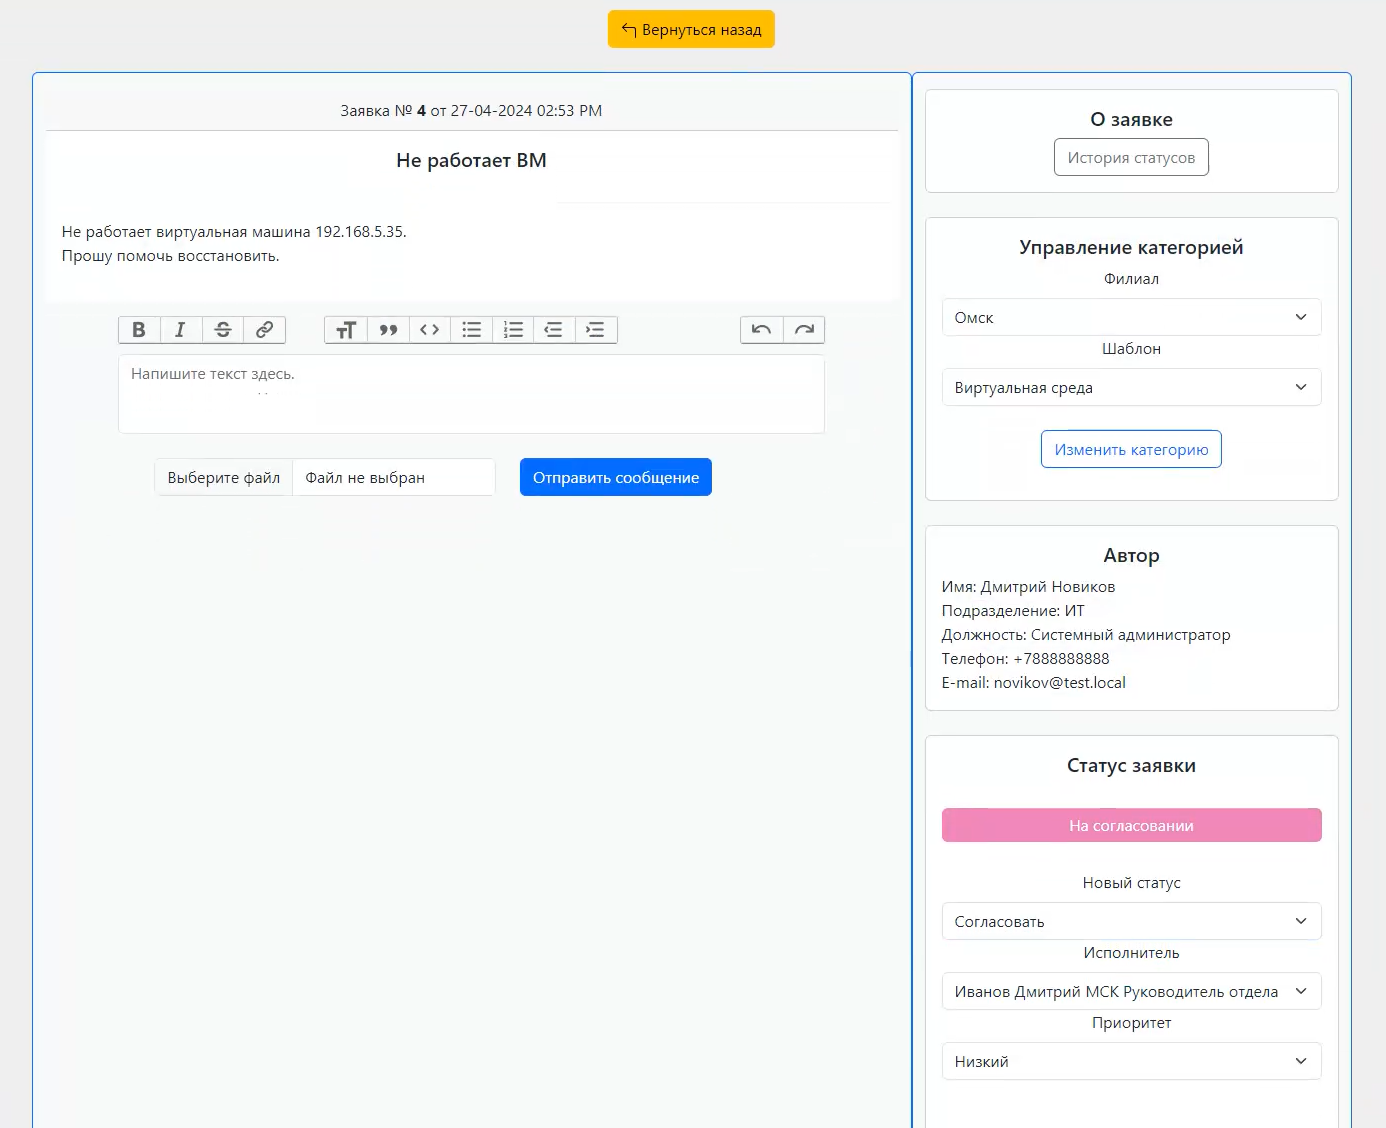 Вернуться назад
Заявка № 4 от 27-04-2024 02:53 PM
Не работает ВМ
Не работает виртуальная машина 192.168.5.35.
Прошу помочь восстановить.
Напишите текст здесь.
Выберите файл Файл не выбран
Отправить сообщение
О заявке
История статусов
Управление категорией
Филиал
Омск
Шаблон
Виртуальная среда
Изменить категорию
Автор
Имя: Дмитрий Новиков
Подразделение: ИТ
Должность: Системный администратор
Телефон: +7888888888
E-mail: novikov@test.local
Статус заявки
На согласовании
Новый статус
Согласовать
Исполнитель
Иванов Дмитрий МСК Руководитель отдела
Приоритет
Низкий